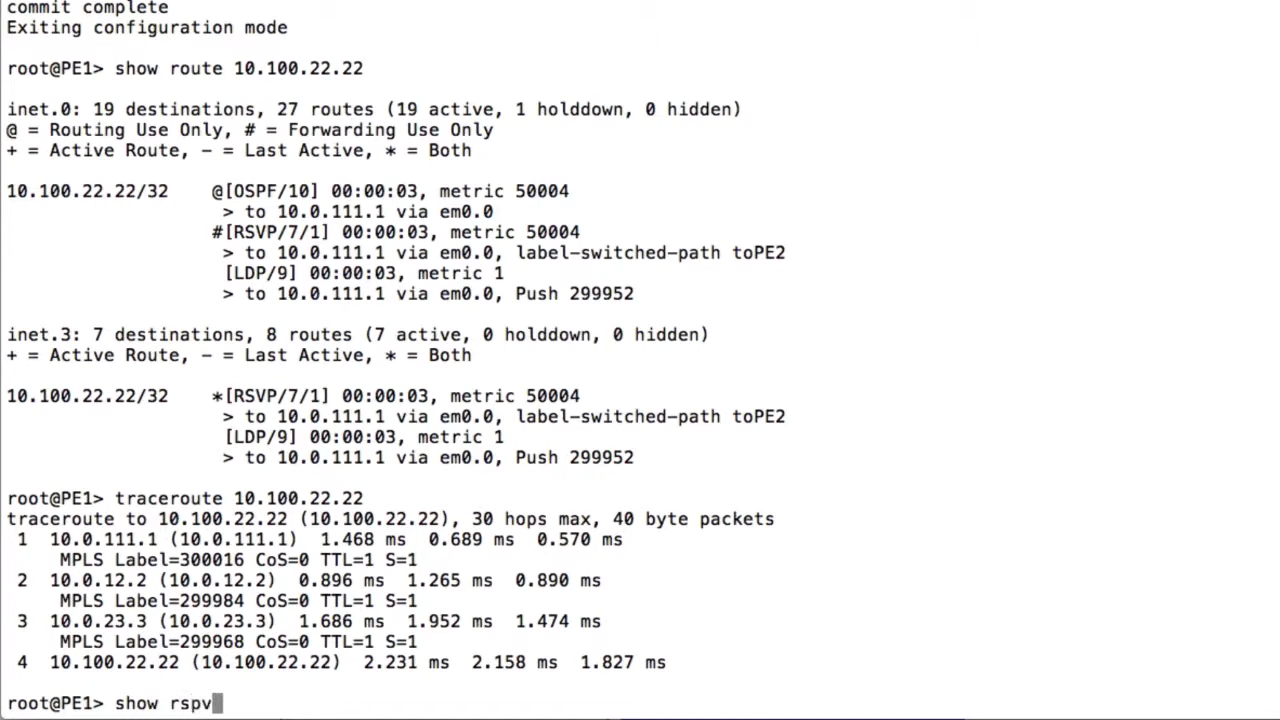 commit complete
Exiting configuration mode
root@PE1> show route 10.100.22.22
inet.0: 19 destinations, 27 routes (19 active, 1 holddown, 0 hidden)
@ = Routing Use Only, # = Forwarding Use Only
+ = Active Route, - = Last Active, * = Both
10.100.22.22/32    @[OSPF/10] 00:00:03, metric 50004
> to 10.0.111.1 via em0.0
#[RSVP/7/1] 00:00:03, metric 50004
> to 10.0.111.1 via em0.0, label-switched-path toPE2
[LDP/9] 00:00:03, metric 1
> to 10.0.111.1 via em0.0, Push 299952
inet.3: 7 destinations, 8 routes (7 active, 0 holddown, 0 hidden)
+ = Active Route, - = Last Active, * = Both
10.100.22.22/32    *[RSVP/7/1] 00:00:03, metric 50004
> to 10.0.111.1 via em0.0, label-switched-path toPE2
[LDP/9] 00:00:03, metric 1
> to 10.0.111.1 via em0.0, Push 299952
root@PE1> traceroute 10.100.22.22
traceroute to 10.100.22.22 (10.100.22.22), 30 hops max, 40 byte packets
1  10.0.111.1 (10.0.111.1)  1.468 ms  0.689 ms  0.570 ms
MPLS Label=300016 CoS=0 TTL=1 S=1
2  10.0.12.2 (10.0.12.2)  0.896 ms  1.265 ms  0.890 ms
MPLS Label=299984 CoS=0 TTL=1 S=1
3  10.0.23.3 (10.0.23.3)  1.686 ms  1.952 ms  1.474 ms
MPLS Label=299968 CoS=0 TTL=1 S=1
4  10.100.22.22 (10.100.22.22)  2.231 ms  2.158 ms  1.827 ms
root@PE1> show rspv